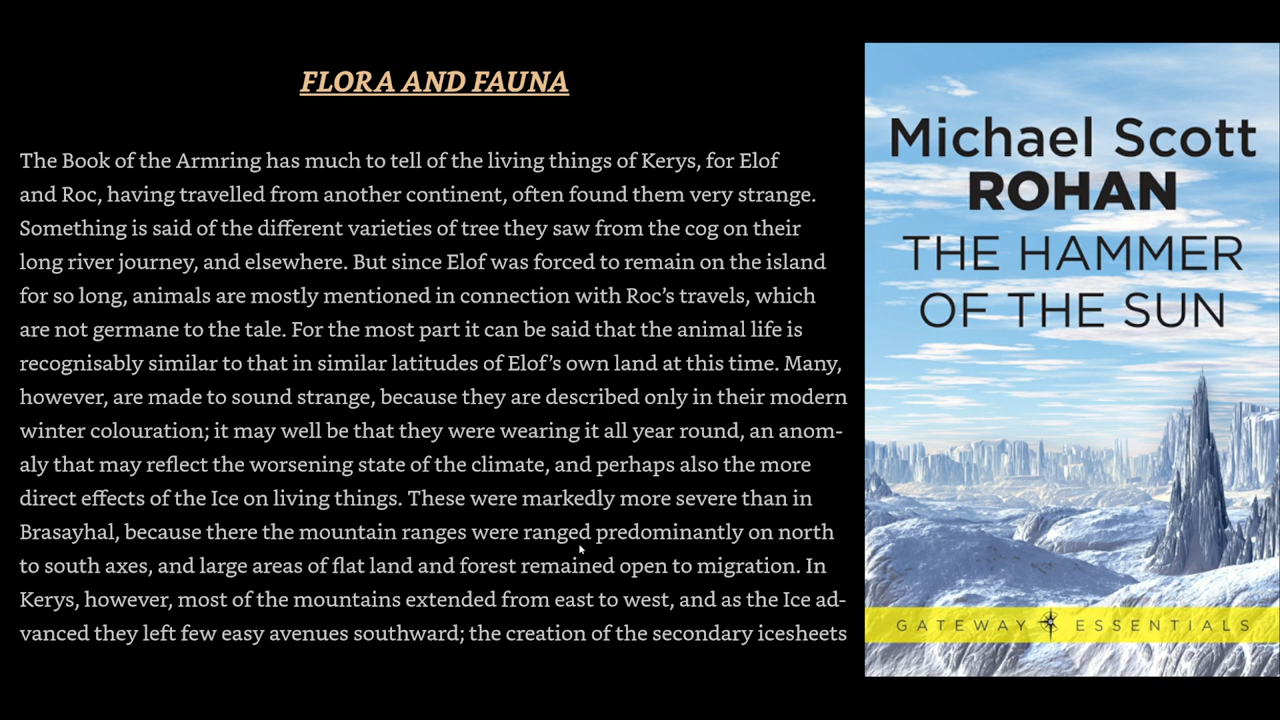 FLORA AND FAUNA
The Book of the Armring has much to tell of the living things of Kerys, for Elof
and Roc, having travelled from another continent, often found them very strange.
Something is said of the different varieties of tree they saw from the cog on their
long river journey, and elsewhere. But since Elof was forced to remain on the island
for so long, animals are mostly mentioned in connection with Roc’s travels, which
are not germane to the tale. For the most part it can be said that the animal life is
recognisably similar to that in similar latitudes of Elof’s own land at this time. Many,
however, are made to sound strange, because they are described only in their modern
winter colouration; it may well be that they were wearing it all year round, an anom-
aly that may reflect the worsening state of the climate, and perhaps also the more
direct effects of the Ice on living things. These were markedly more severe than in
Brasayhal, because there the mountain ranges were ranged predominantly on north
to south axes, and large areas of flat land and forest remained open to migration. In
Kerys, however, most of the mountains extended from east to west, and as the Ice ad-
vanced they left few easy avenues southward; the creation of the secondary icesheets
Michael Scott
ROHAN
THE HAMMER
OF THE SUN
GATEWAY ESSENTIALS